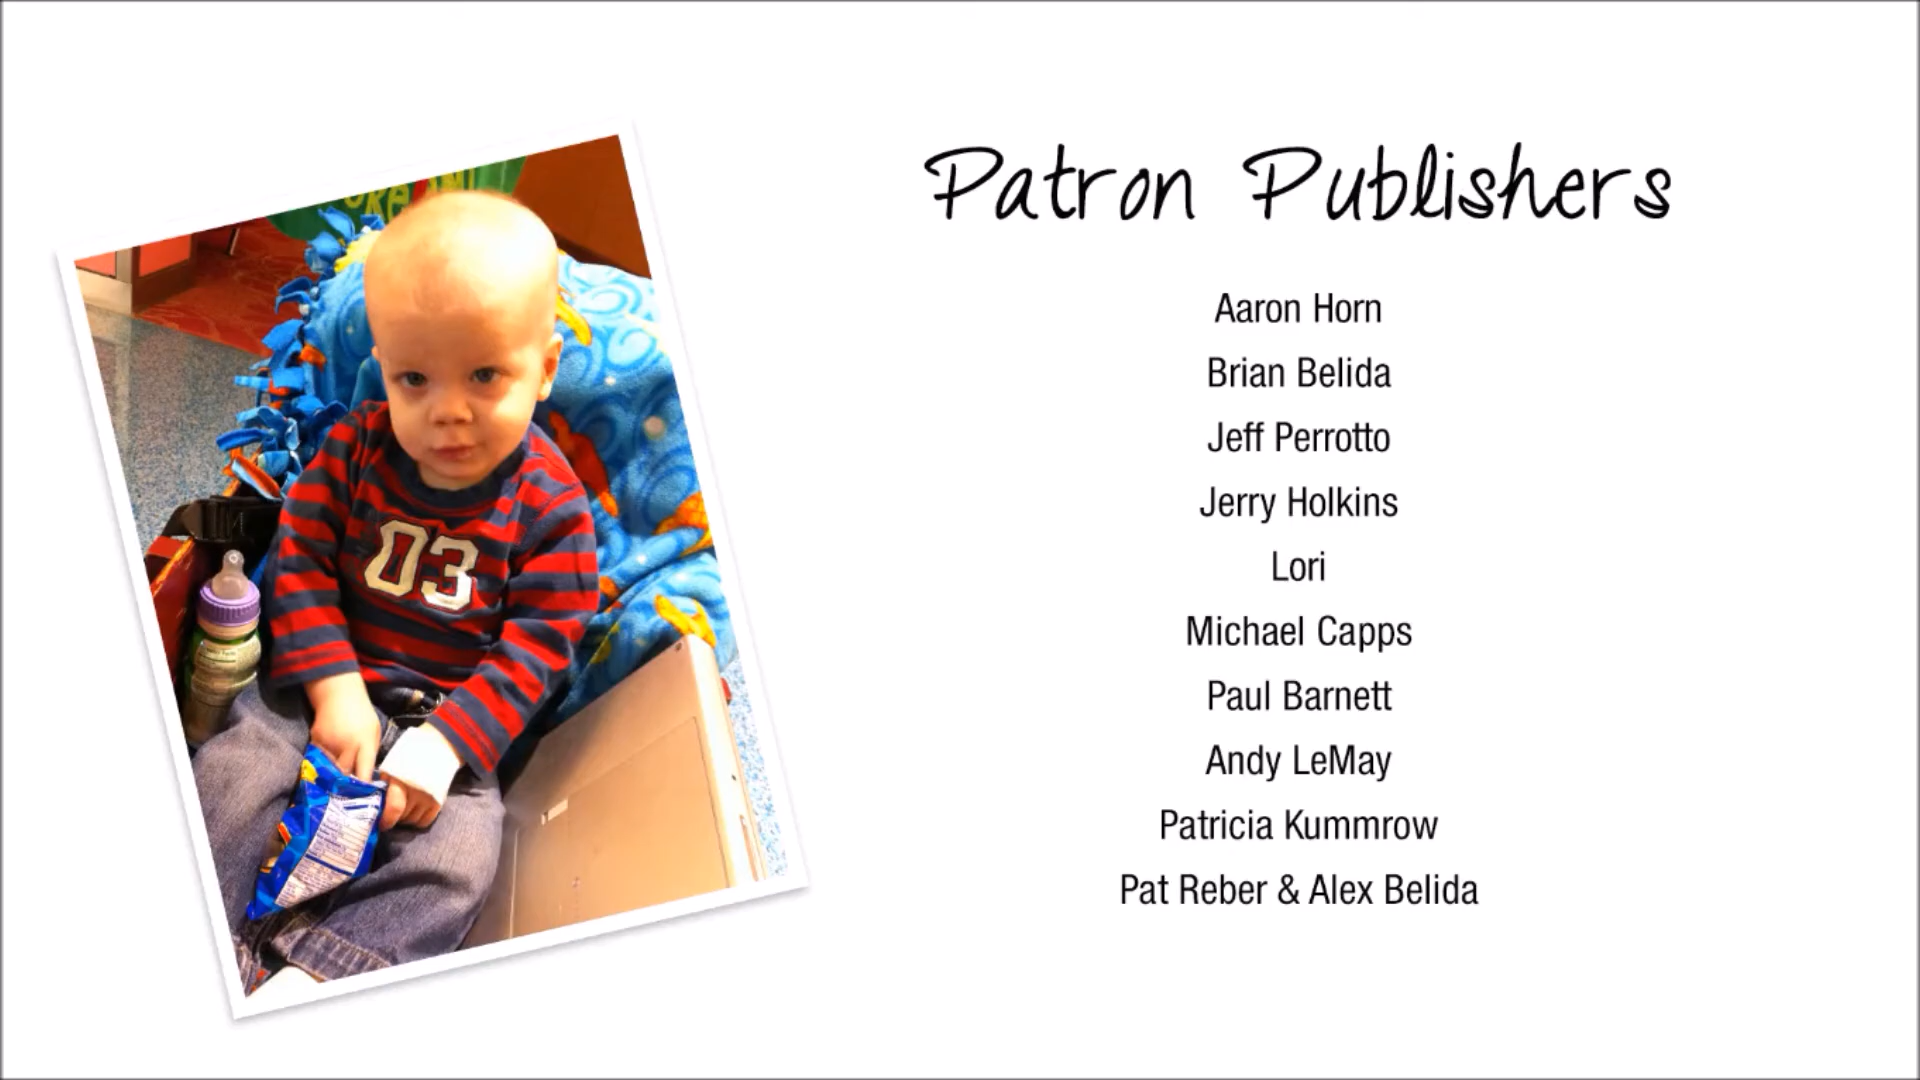 Patron Publishers
Aaron Horn
Brian Belida
Jeff Perrotto
Jerry Holkins
Lori
Michael Capps
Paul Barnett
Andy LeMay
Patricia Kummrow
Pat Reber & Alex Belida
03